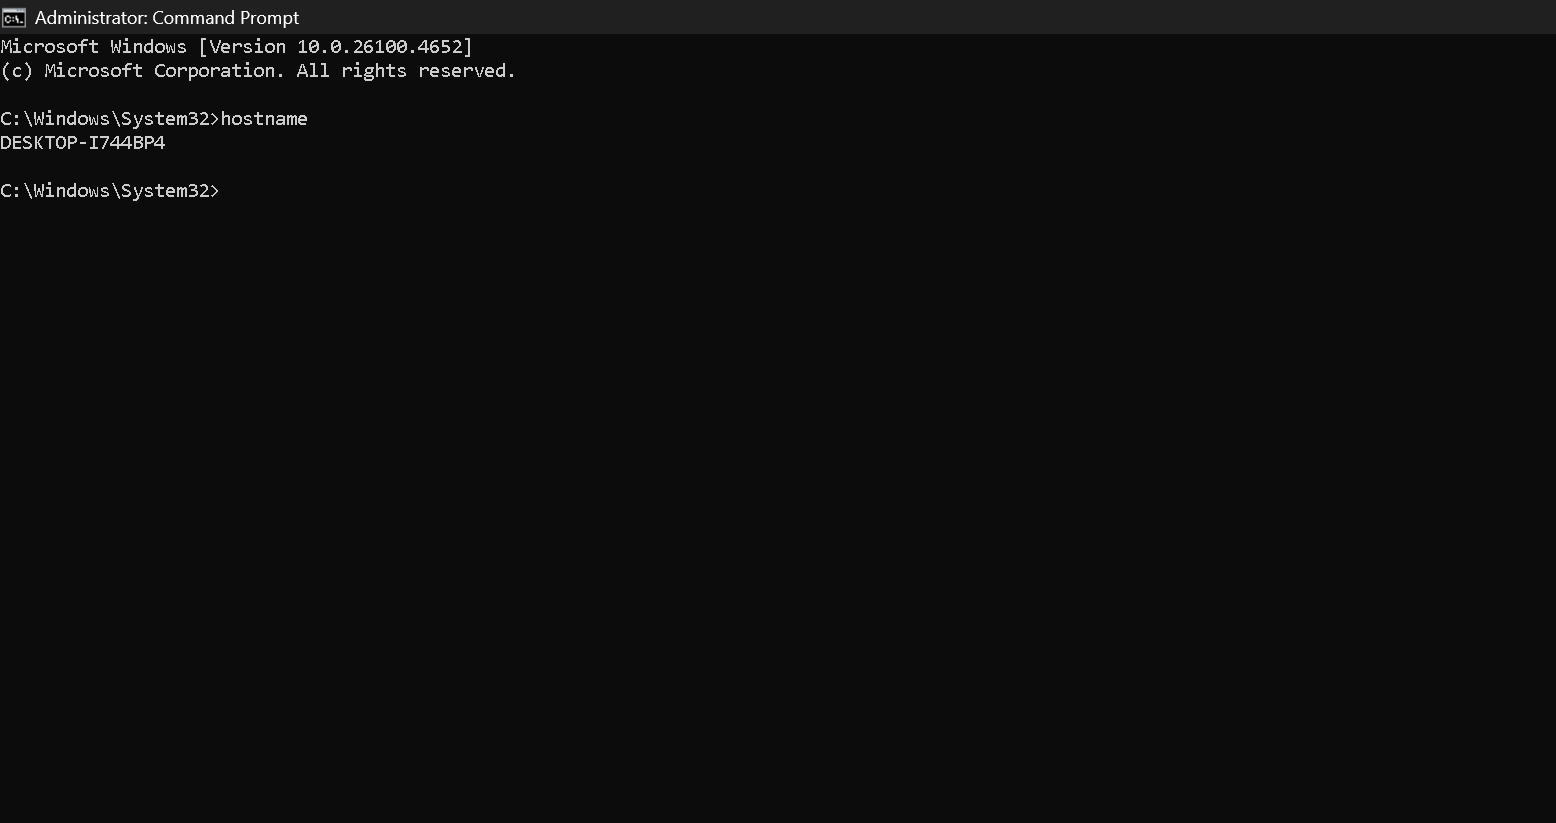 Administrator: Command Prompt
Microsoft Windows [Version 10.0.26100.4652]
(c) Microsoft Corporation. All rights reserved.
C:\Windows\System32>hostname
DESKTOP-I744BP4
C:\Windows\System32>